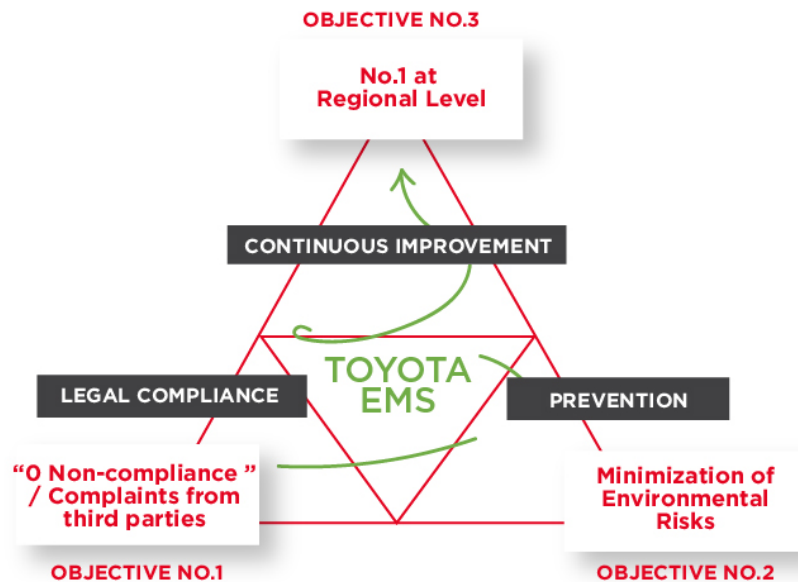 OBJECTIVE NO.3
No.1 at
Regional Level
CONTINUOUS IMPROVEMENT
TOYOTA
EMS
LEGAL COMPLIANCE
PREVENTION
“0 Non-compliance ”
/ Complaints from
third parties
Minimization of
Environmental
Risks
OBJECTIVE NO.1
OBJECTIVE NO.2